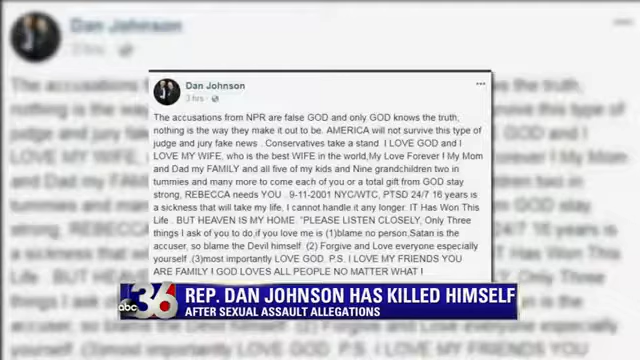 Dan Johnson
3 hrs ·
The accusations from NPR are false GOD and only GOD knows the truth,
nothing is the way they make it out to be. AMERICA will not survive this type of
judge and jury fake news . Conservatives take a stand. I LOVE GOD and I
LOVE MY WIFE, who is the best WIFE in the world,My Love Forever ! My Mom
and Dad my FAMILY and all five of my kids and Nine grandchildren two in
tummies and many more to come each of you or a total gift from GOD stay
strong, REBECCA needs YOU . 9-11-2001 NYC/WTC, PTSD 24/7 16 years is
a sickness that will take my life, I cannot handle it any longer. IT Has Won This
Life . BUT HEAVEN IS MY HOME. "PLEASE LISTEN CLOSELY, Only Three
things I ask of you to do,if you love me is (1)blame no person,Satan is the
accuser, so blame the Devil himself. (2) Forgive and Love everyone especially
yourself .(3)most importantly LOVE GOD. P.S. I LOVE MY FRIENDS YOU
ARE FAMILY ! GOD LOVES ALL PEOPLE NO MATTER WHAT !
abc 36
REP. DAN JOHNSON HAS KILLED HIMSELF
AFTER SEXUAL ASSAULT ALLEGATIONS